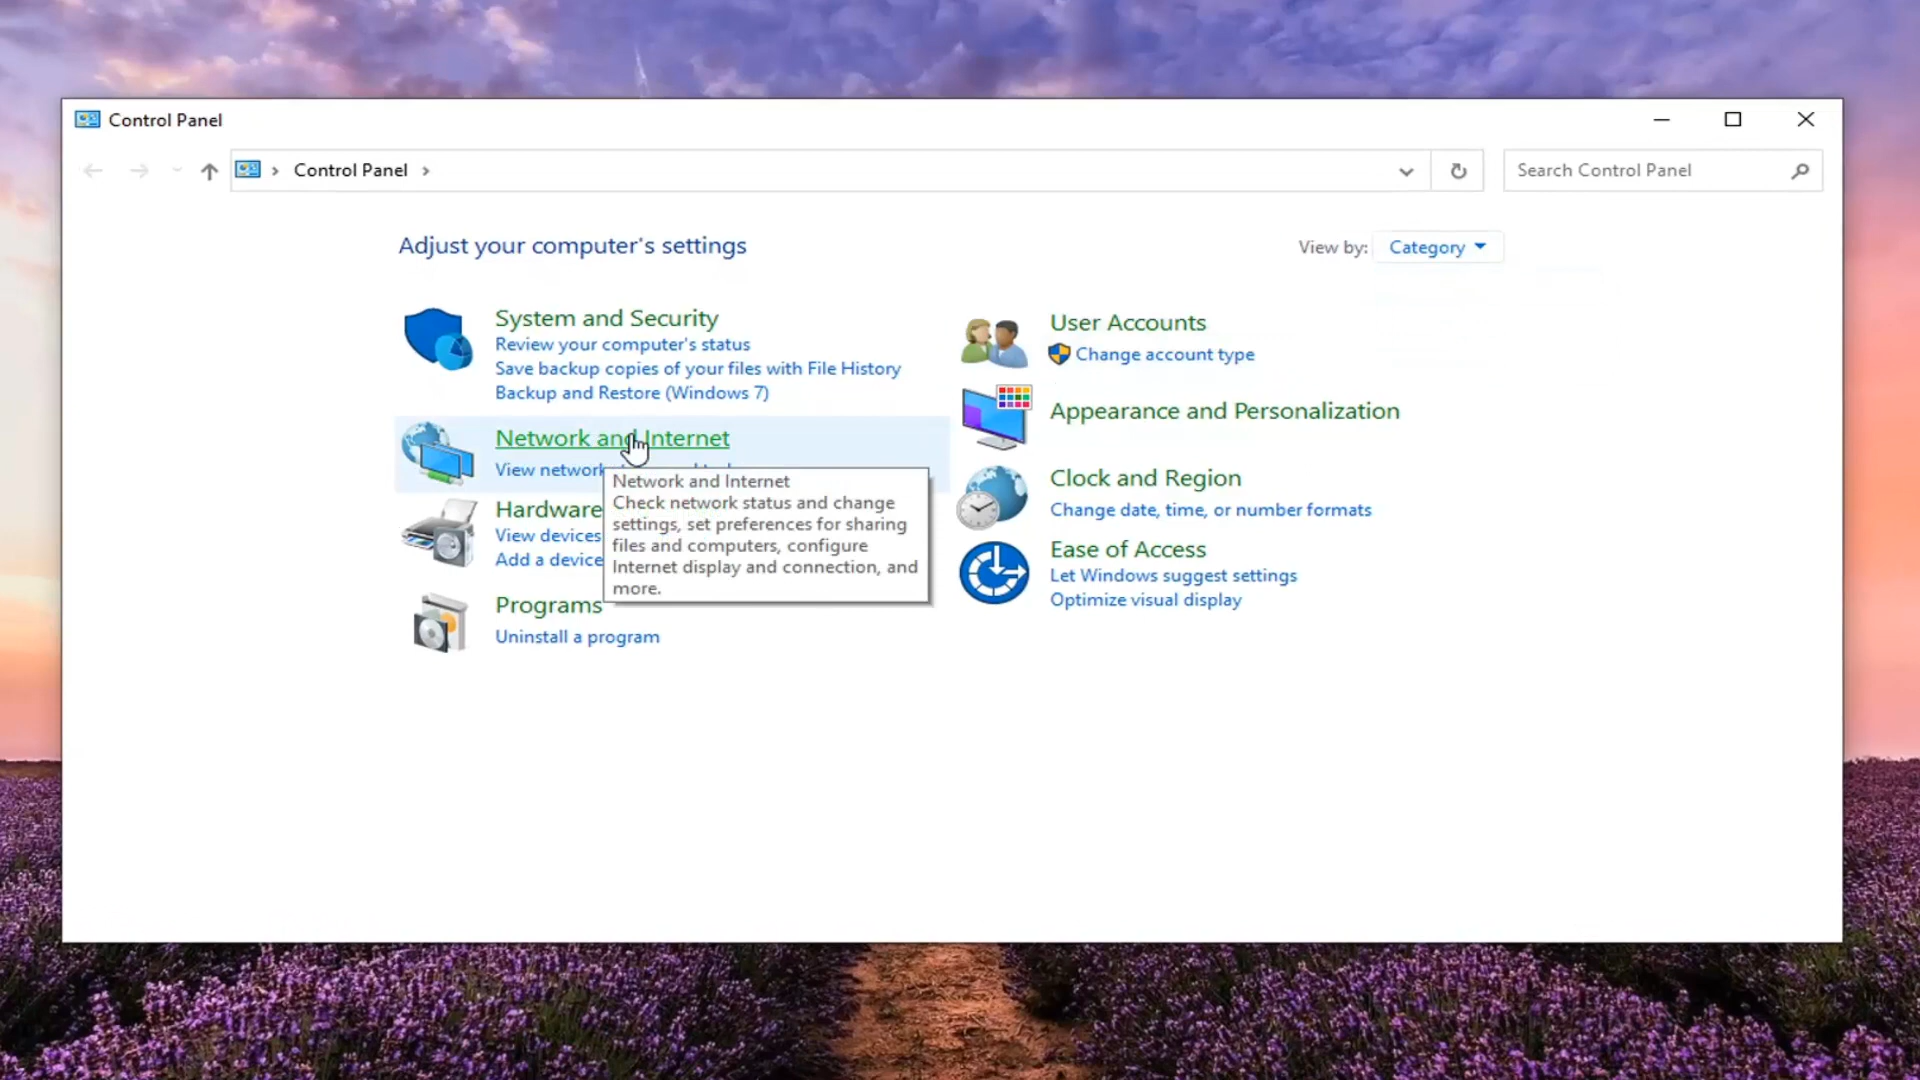 Control Panel
Control Panel
Search Control Panel
Adjust your computer's settings
View by: Category
System and Security
Review your computer's status
Save backup copies of your files with File History
Backup and Restore (Windows 7)
Network and Internet
View network
Network and Internet
Check network status and change
settings, set preferences for sharing
files and computers, configure
Internet display and connection, and
more.
Hardware
View devices
Add a device
Programs
Uninstall a program
User Accounts
Change account type
Appearance and Personalization
Clock and Region
Change date, time, or number formats
Ease of Access
Let Windows suggest settings
Optimize visual display